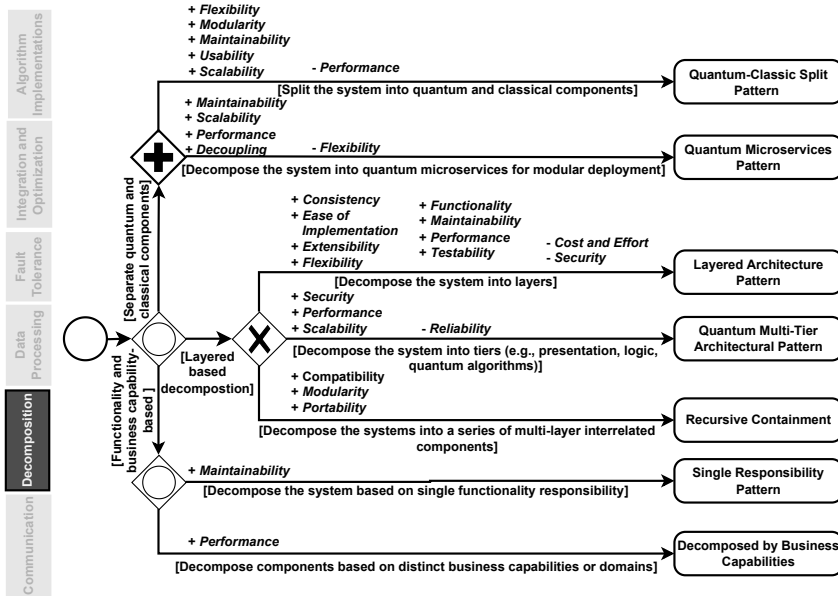 Algorithm
Implementations
Integration and
Optimization
Fault
Tolerance
Data
Processing
Decomposition
Communication
+ Flexibility
+ Modularity
+ Maintainability
+ Usability
+ Scalability
- Performance
[Split the system into quantum and classical components]
Quantum-Classic Split
Pattern
+ Maintainability
+ Scalability
+ Performance
+ Decoupling
- Flexibility
[Decompose the system into quantum microservices for modular deployment]
Quantum Microservices
Pattern
[Separate quantum and
classical components]
+ Consistency
+ Ease of
Implementation
+ Extensibility
+ Flexibility
+ Functionality
+ Maintainability
+ Performance
+ Testability
- Cost and Effort
- Security
[Decompose the system into layers]
Layered Architecture
Pattern
+ Security
+ Performance
+ Scalability
- Reliability
[Decompose the system into tiers (e.g., presentation, logic,
quantum algorithms)]
Quantum Multi-Tier
Architectural Pattern
[Layered
based
decompostion]
+ Compatibility
+ Modularity
+ Portability
[Decompose the systems into a series of multi-layer interrelated
components]
Recursive Containment
[Functionality and
business capability-
based ]
+ Maintainability
[Decompose the system based on single functionality responsibility]
Single Responsibility
Pattern
+ Performance
[Decompose components based on distinct business capabilities or domains]
Decomposed by Business
Capabilities